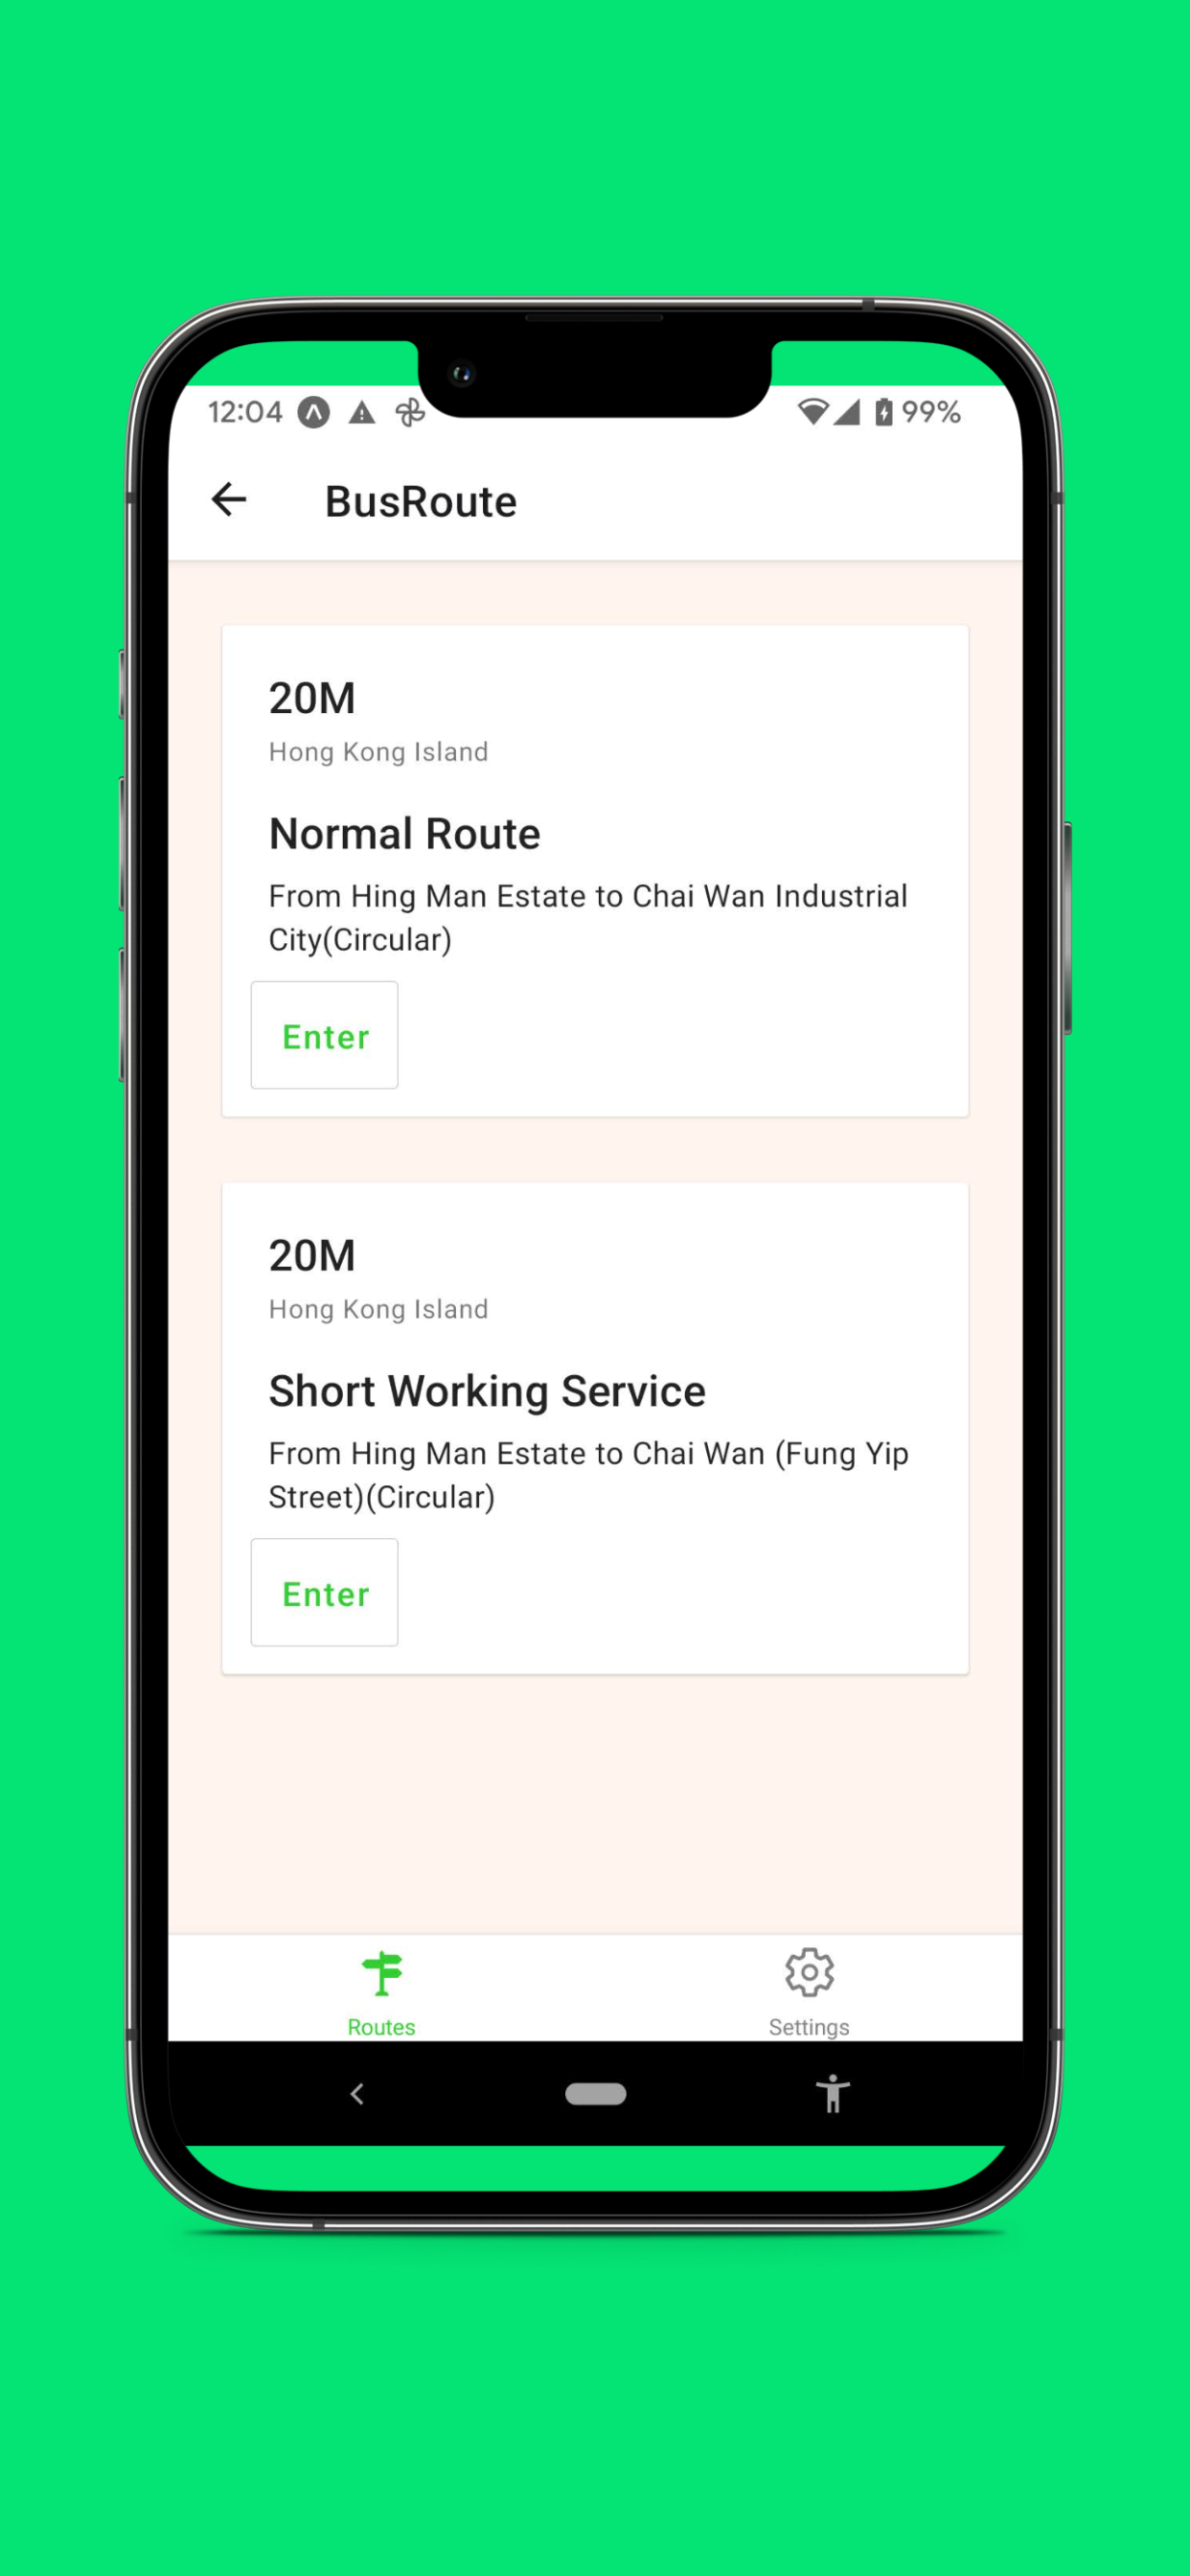 12:04
99%
BusRoute
20M
Hong Kong Island
Normal Route
From Hing Man Estate to Chai Wan Industrial
City(Circular)
Enter
20M
Hong Kong Island
Short Working Service
From Hing Man Estate to Chai Wan (Fung Yip
Street)(Circular)
Enter
Routes
Settings